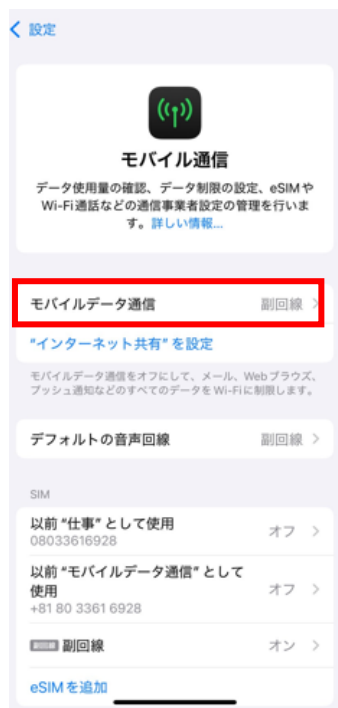 設定
モバイル通信
データ使用量の確認、データ制限の設定、eSIMや
Wi-Fi通話などの通信事業者設定の管理を行いま
す。詳しい情報...
モバイルデータ通信 副回線
“インターネット共有” を設定
モバイルデータ通信をオフにして、メール、Webブラウズ、
プッシュ通知などのすべてのデータをWi-Fiに制限します。
デフォルトの音声回線 副回線
SIM
以前 “仕事” として使用 オフ
08033616928
以前 “モバイルデータ通信” として
使用 オフ
+81 80 3361 6928
副回線 オン
eSIMを追加